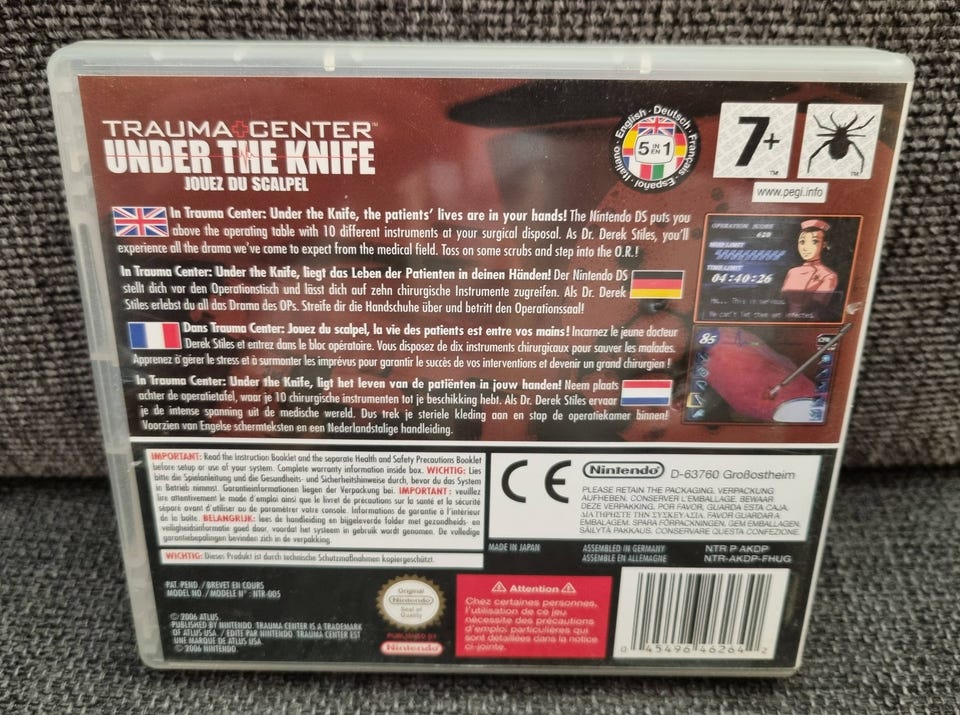 TRAUMA CENTER™
UNDER THE KNIFE
JOUEZ DU SCALPEL
English · Deutsch · Français · Español · Italiano
5 IN 1
EN
7+
™
™
www.pegi.info
In Trauma Center: Under the Knife, the patients' lives are in your hands! The Nintendo DS puts you
above the operating table with 10 different instruments at your surgical disposal. As Dr. Derek Stiles, you'll
experience all the drama we've come to expect from the medical field. Toss on some scrubs and step into the O.R.!
In Trauma Center: Under the Knife, liegt das Leben der Patienten in deinen Händen! Der Nintendo DS
stellt dich vor den Operationstisch und lässt dich auf zehn chirurgische Instrumente zugreifen. Als Dr. Derek
Stiles erlebst du all das Drama des OPs. Streife dir die Handschuhe über und betritt den Operationssaal!
Dans Trauma Center: Jouez du scalpel, la vie des patients est entre vos mains! Incarnez le jeune docteur
Derek Stiles et entrez dans le bloc opératoire. Vous disposez de dix instruments chirurgicaux pour sauver les malades.
Apprenez à gérer le stress et à surmonter les imprévus pour garantir le succès de vos interventions et devenir un grand chirurgien !
In Trauma Center: Under the Knife, ligt het leven van de patiënten in jouw handen! Neem plaats
achter de operatietafel, waar je 10 chirurgische instrumenten tot je beschikking hebt. Als Dr. Derek Stiles ervaar
je de intense spanning uit de medische wereld. Dus trek je steriele kleding aan en stap de operatiekamer binnen!
Voorzien van Engelse schermteksten en een Nederlandstalige handleiding.
OPERATION SCORE
620
TIME LIMIT
04:40:26
Hm... This is serious.
We can't let them get infected.
85
IMPORTANT: Read the Instruction Booklet and the separate Health and Safety Precautions Booklet
before setup or use of your system. Complete warranty information inside box. WICHTIG: Lies
bitte die Spielanleitung und die Gesundheits- und Sicherheitshinweise durch, bevor du das System
in Betrieb nimmst. Garantieinformationen liegen der Verpackung bei. IMPORTANT : veuillez
lire attentivement le mode d'emploi ainsi que le livret de précautions sur la santé et la sécurité
séparé avant d'utiliser ou de paramétrer votre console. Informations de garantie à l'intérieur
de la boîte. BELANGRIJK: lees de handleiding en bijgeleverde folder met gezondheids- en
veiligheidsinformatie goed door, voordat het systeem in gebruik wordt genomen. De volledige
garantiebepalingen bevinden zich in de verpakking.
WICHTIG: Dieses Produkt ist durch technische Schutzmaßnahmen kopiergeschützt.
CE
Nintendo D-63760 Großostheim
PLEASE RETAIN THE PACKAGING. VERPACKUNG
AUFHEBEN. CONSERVER L'EMBALLAGE. BEWAAR
DEZE VERPAKKING. POR FAVOR, GUARDA ESTA CAJA.
ΔΙΑΤΗΡΗΣΤΕ ΤΗΝ ΣΥΣΚΕΥΑΣΙΑ. FAVOR GUARDAR A
EMBALAGEM. SPARA FÖRPACKNINGEN. GEM EMBALLAGEN.
SÄILYTÄ PAKKAUS. CONSERVARE QUESTA CONFEZIONE.
MADE IN JAPAN
ASSEMBLED IN GERMANY
ASSEMBLE EN ALLEMAGNE
NTR P AKDP
NTR-AKDP-FHUG
PAT. PEND. / BREVET EN COURS
MODEL NO. / MODÈLE N° : NTR-005
© 2006 ATLUS.
PUBLISHED BY NINTENDO. TRAUMA CENTER IS A TRADEMARK
OF ATLUS USA. / EDITE PAR NINTENDO. TRAUMA CENTER EST
UNE MARQUE DE ATLUS USA.
© 2006 NINTENDO.
Original
Nintendo
Seal of
Quality
PUBLISHED BY
Nintendo
Attention
Chez certaines personnes,
l'utilisation de ce jeu
nécessite des précautions
d'emploi particulières qui
sont détaillées dans la notice
ci-jointe.
0 45496 46264 2